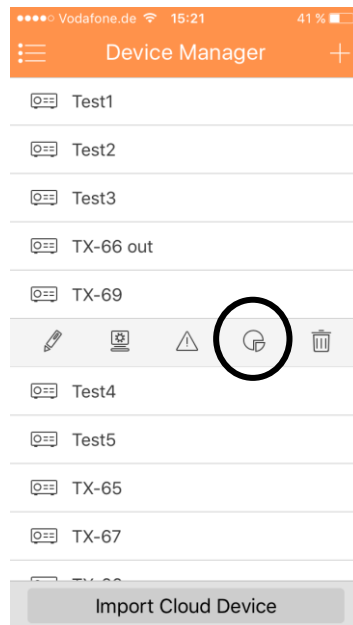 Vodafone.de 15:21 41 %
Device Manager
Test1
Test2
Test3
TX-66 out
TX-69
Test4
Test5
TX-65
TX-67
Import Cloud Device